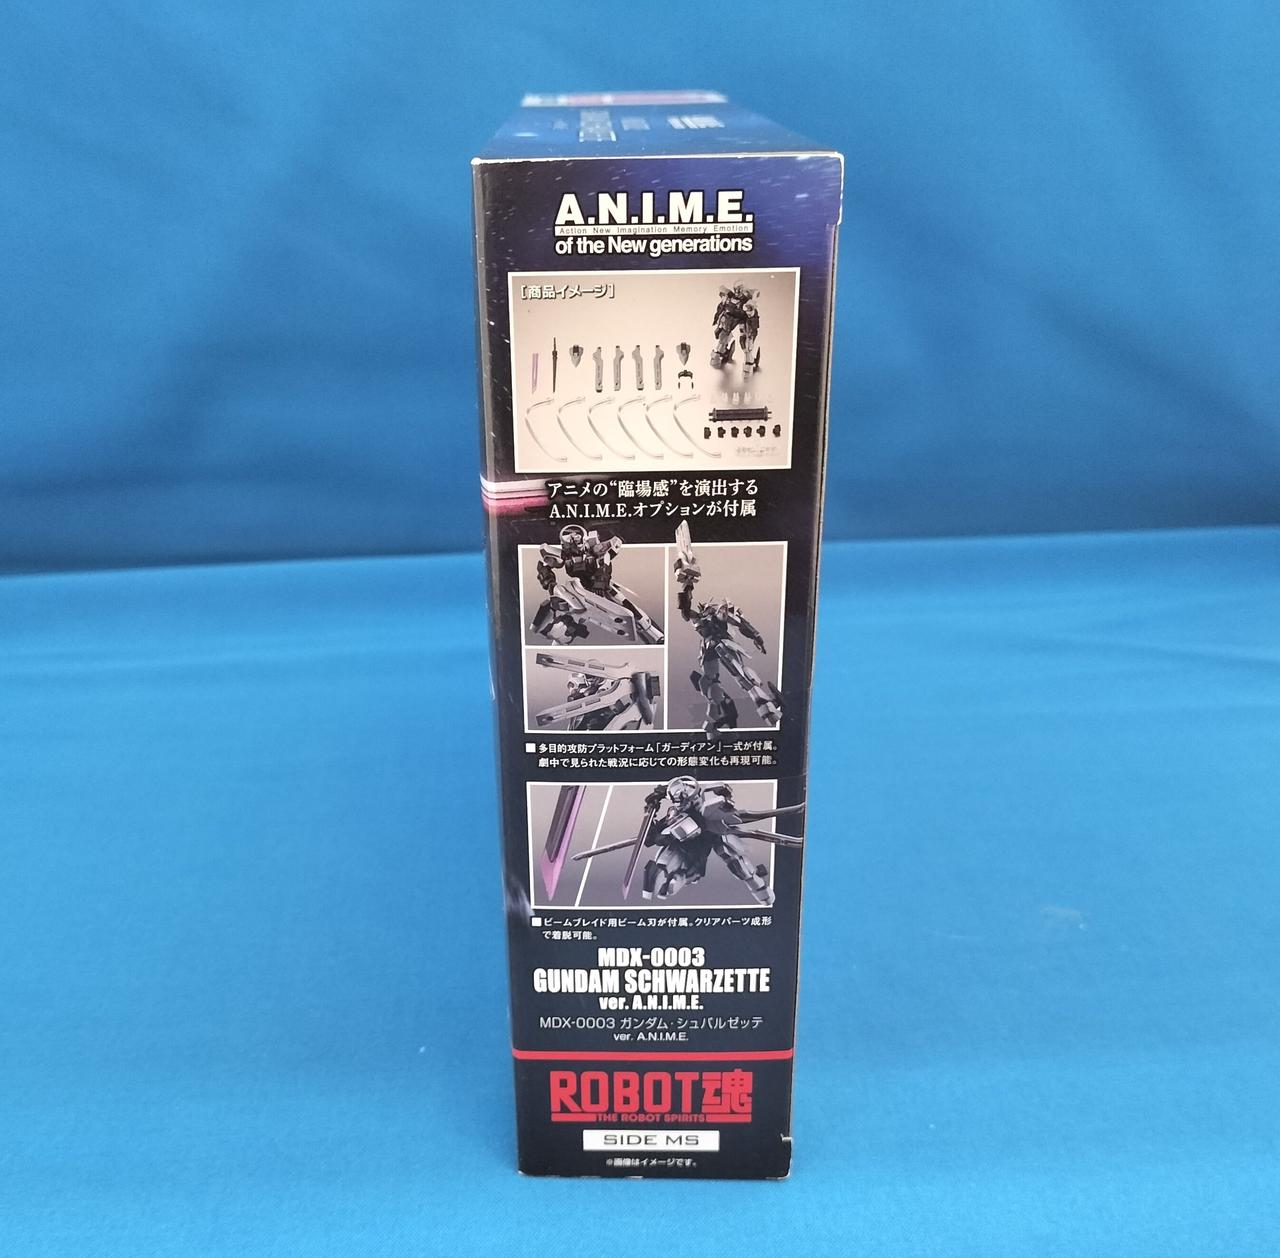 A.N.I.M.E.
Action New Imagination Memory Emotion
of the New generations
［商品イメージ］
アニメの“臨場感”を演出する
A.N.I.M.E.オプションが付属
■多目的攻防プラットフォーム「ガーディアン」一式が付属。
劇中で見られた戦況に応じての形態変化も再現可能。
■ビームブレイド用ビーム刃が付属。クリアパーツ成形
で着脱可能。
MDX-0003
GUNDAM SCHWARZETTE
ver. A.N.I.M.E.
MDX-0003 ガンダム・シュバルゼッテ
ver. A.N.I.M.E.
ROBOT魂
THE ROBOT SPIRITS
SIDE MS
※画像はイメージです。